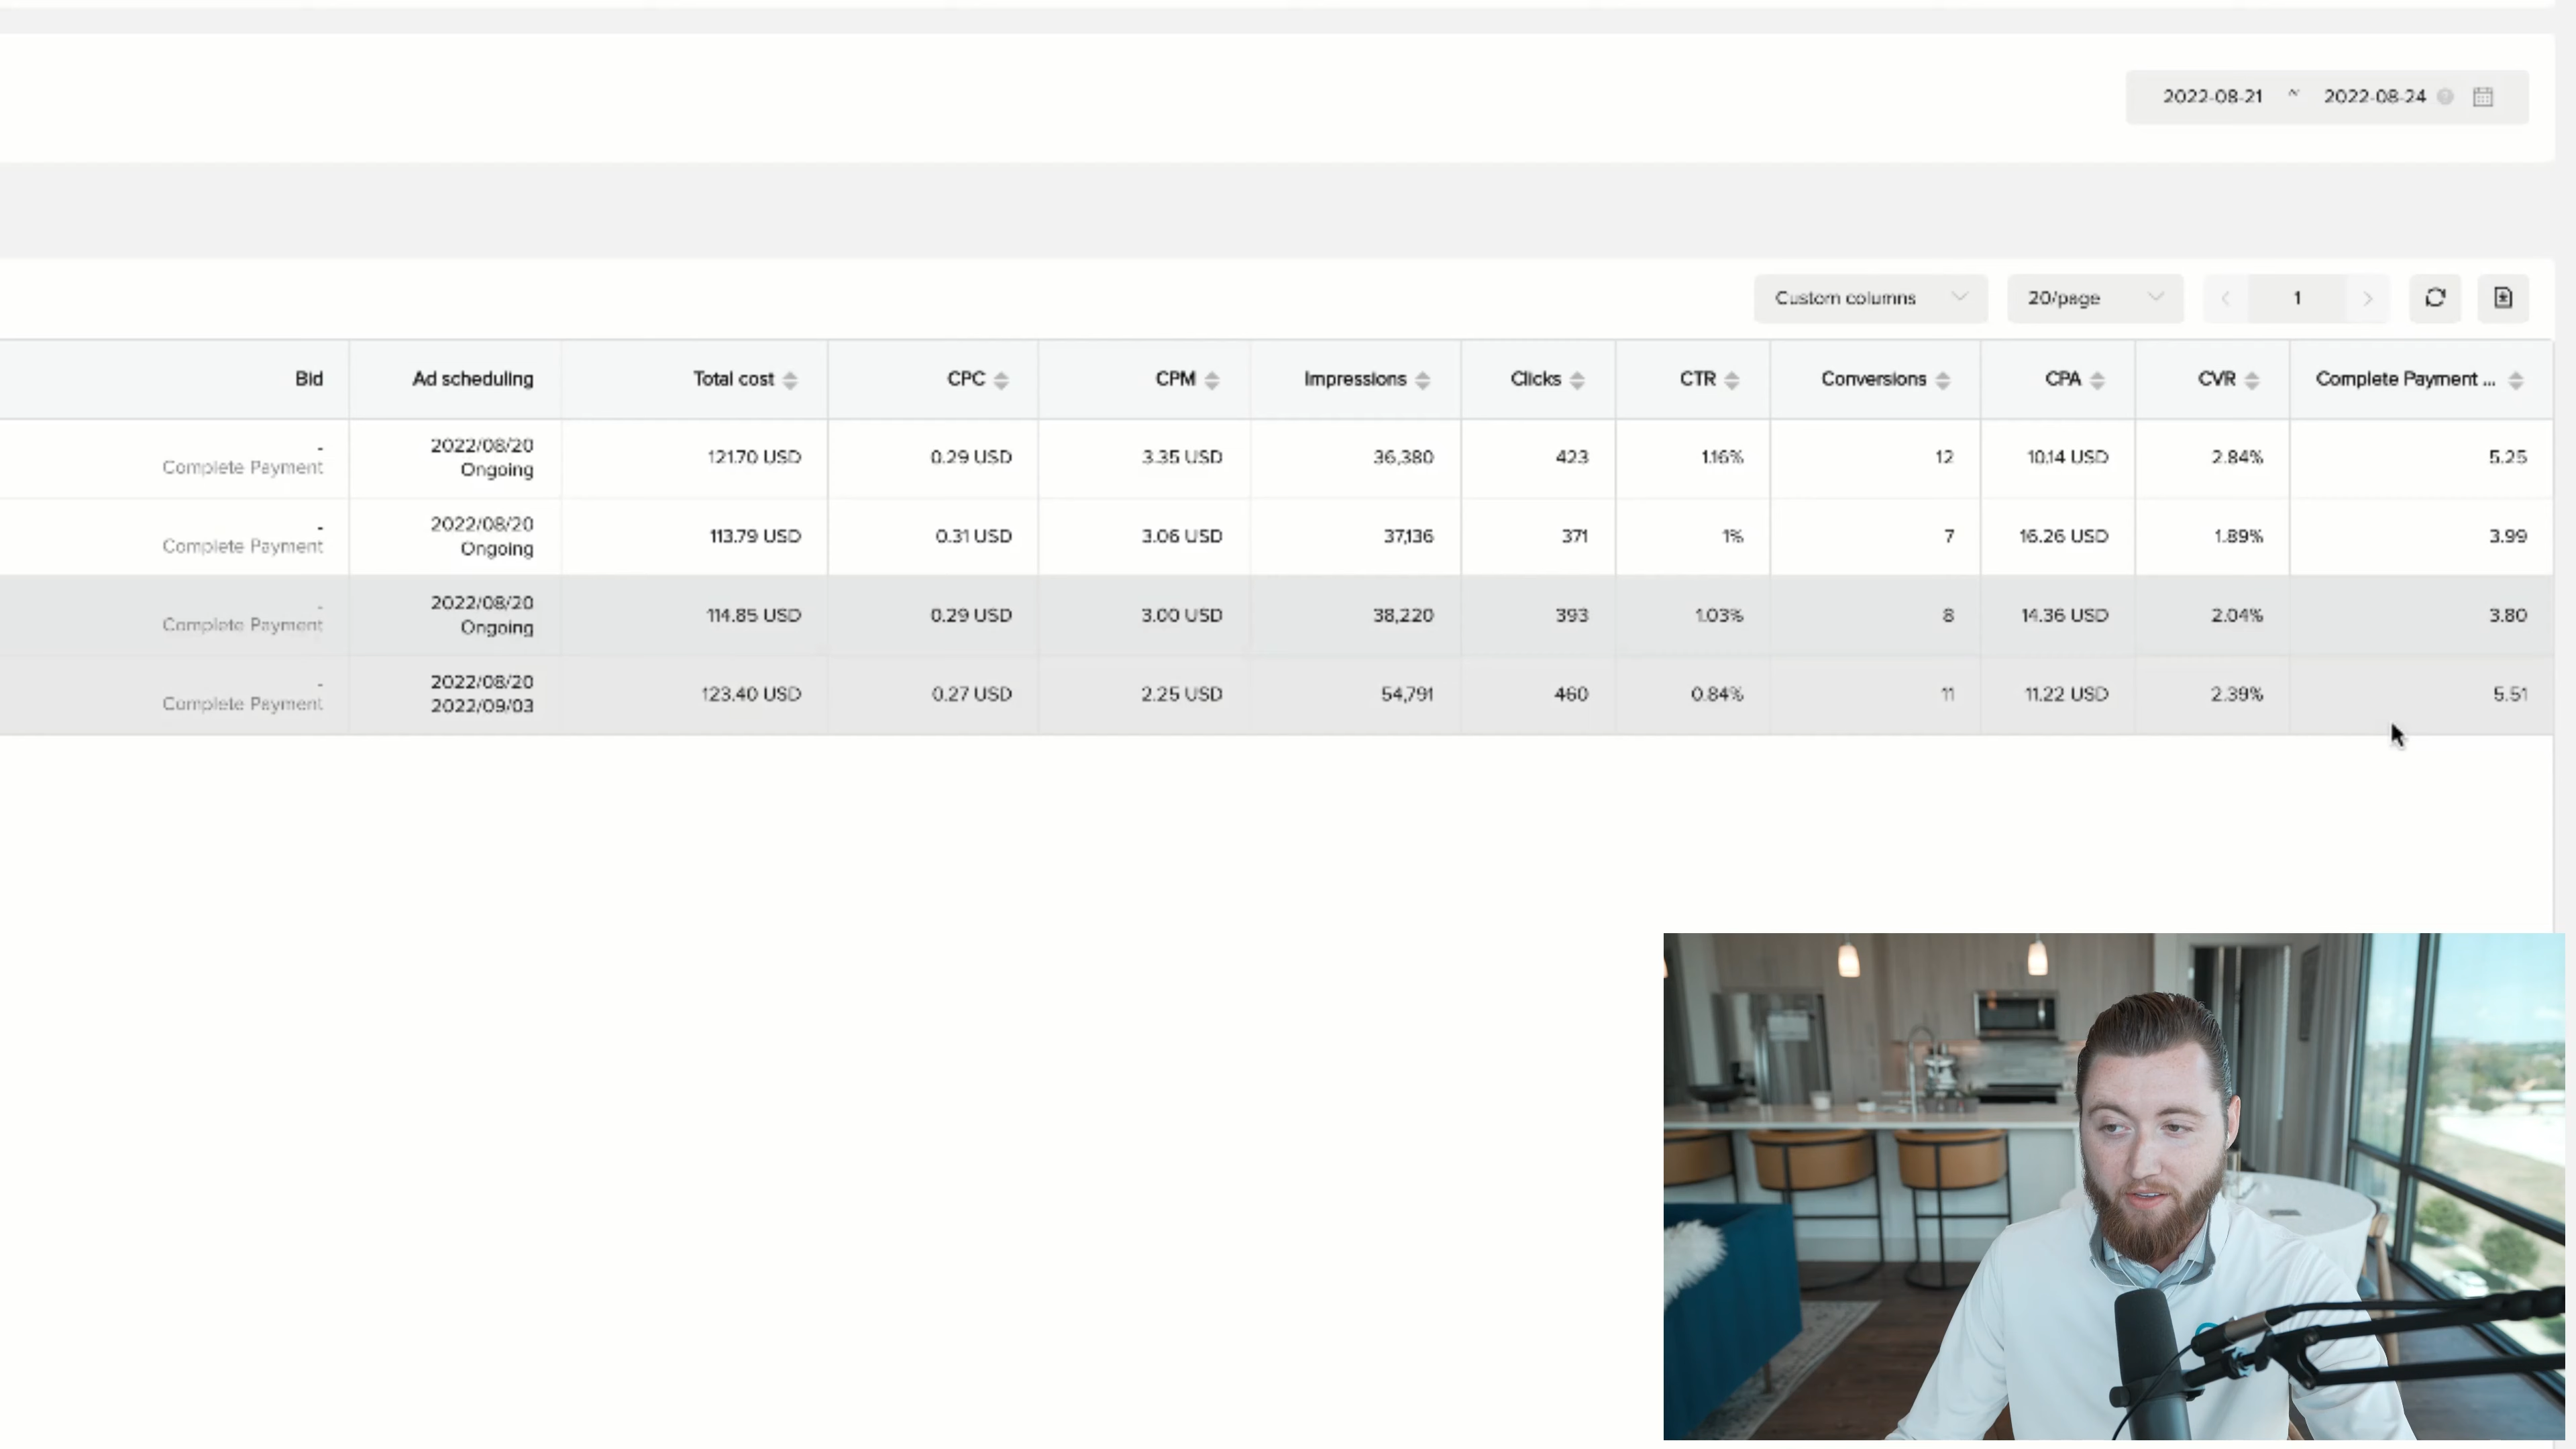 2022-08-21 ~ 2022-08-24
Custom columns 20/page 1
Bid Ad scheduling Total cost CPC CPM Impressions Clicks CTR Conversions CPA CVR Complete Payment ...
-
Complete Payment
2022/08/20
Ongoing
121.70 USD 0.29 USD 3.35 USD 36,380 423 1.16% 12 10.14 USD 2.84% 5.25
-
Complete Payment
2022/08/20
Ongoing
113.79 USD 0.31 USD 3.06 USD 37,136 371 1% 7 16.26 USD 1.89% 3.99
-
Complete Payment
2022/08/20
Ongoing
114.85 USD 0.29 USD 3.00 USD 38,220 393 1.03% 8 14.36 USD 2.04% 3.80
-
Complete Payment
2022/08/20
2022/09/03
123.40 USD 0.27 USD 2.25 USD 54,791 460 0.84% 11 11.22 USD 2.39% 5.51